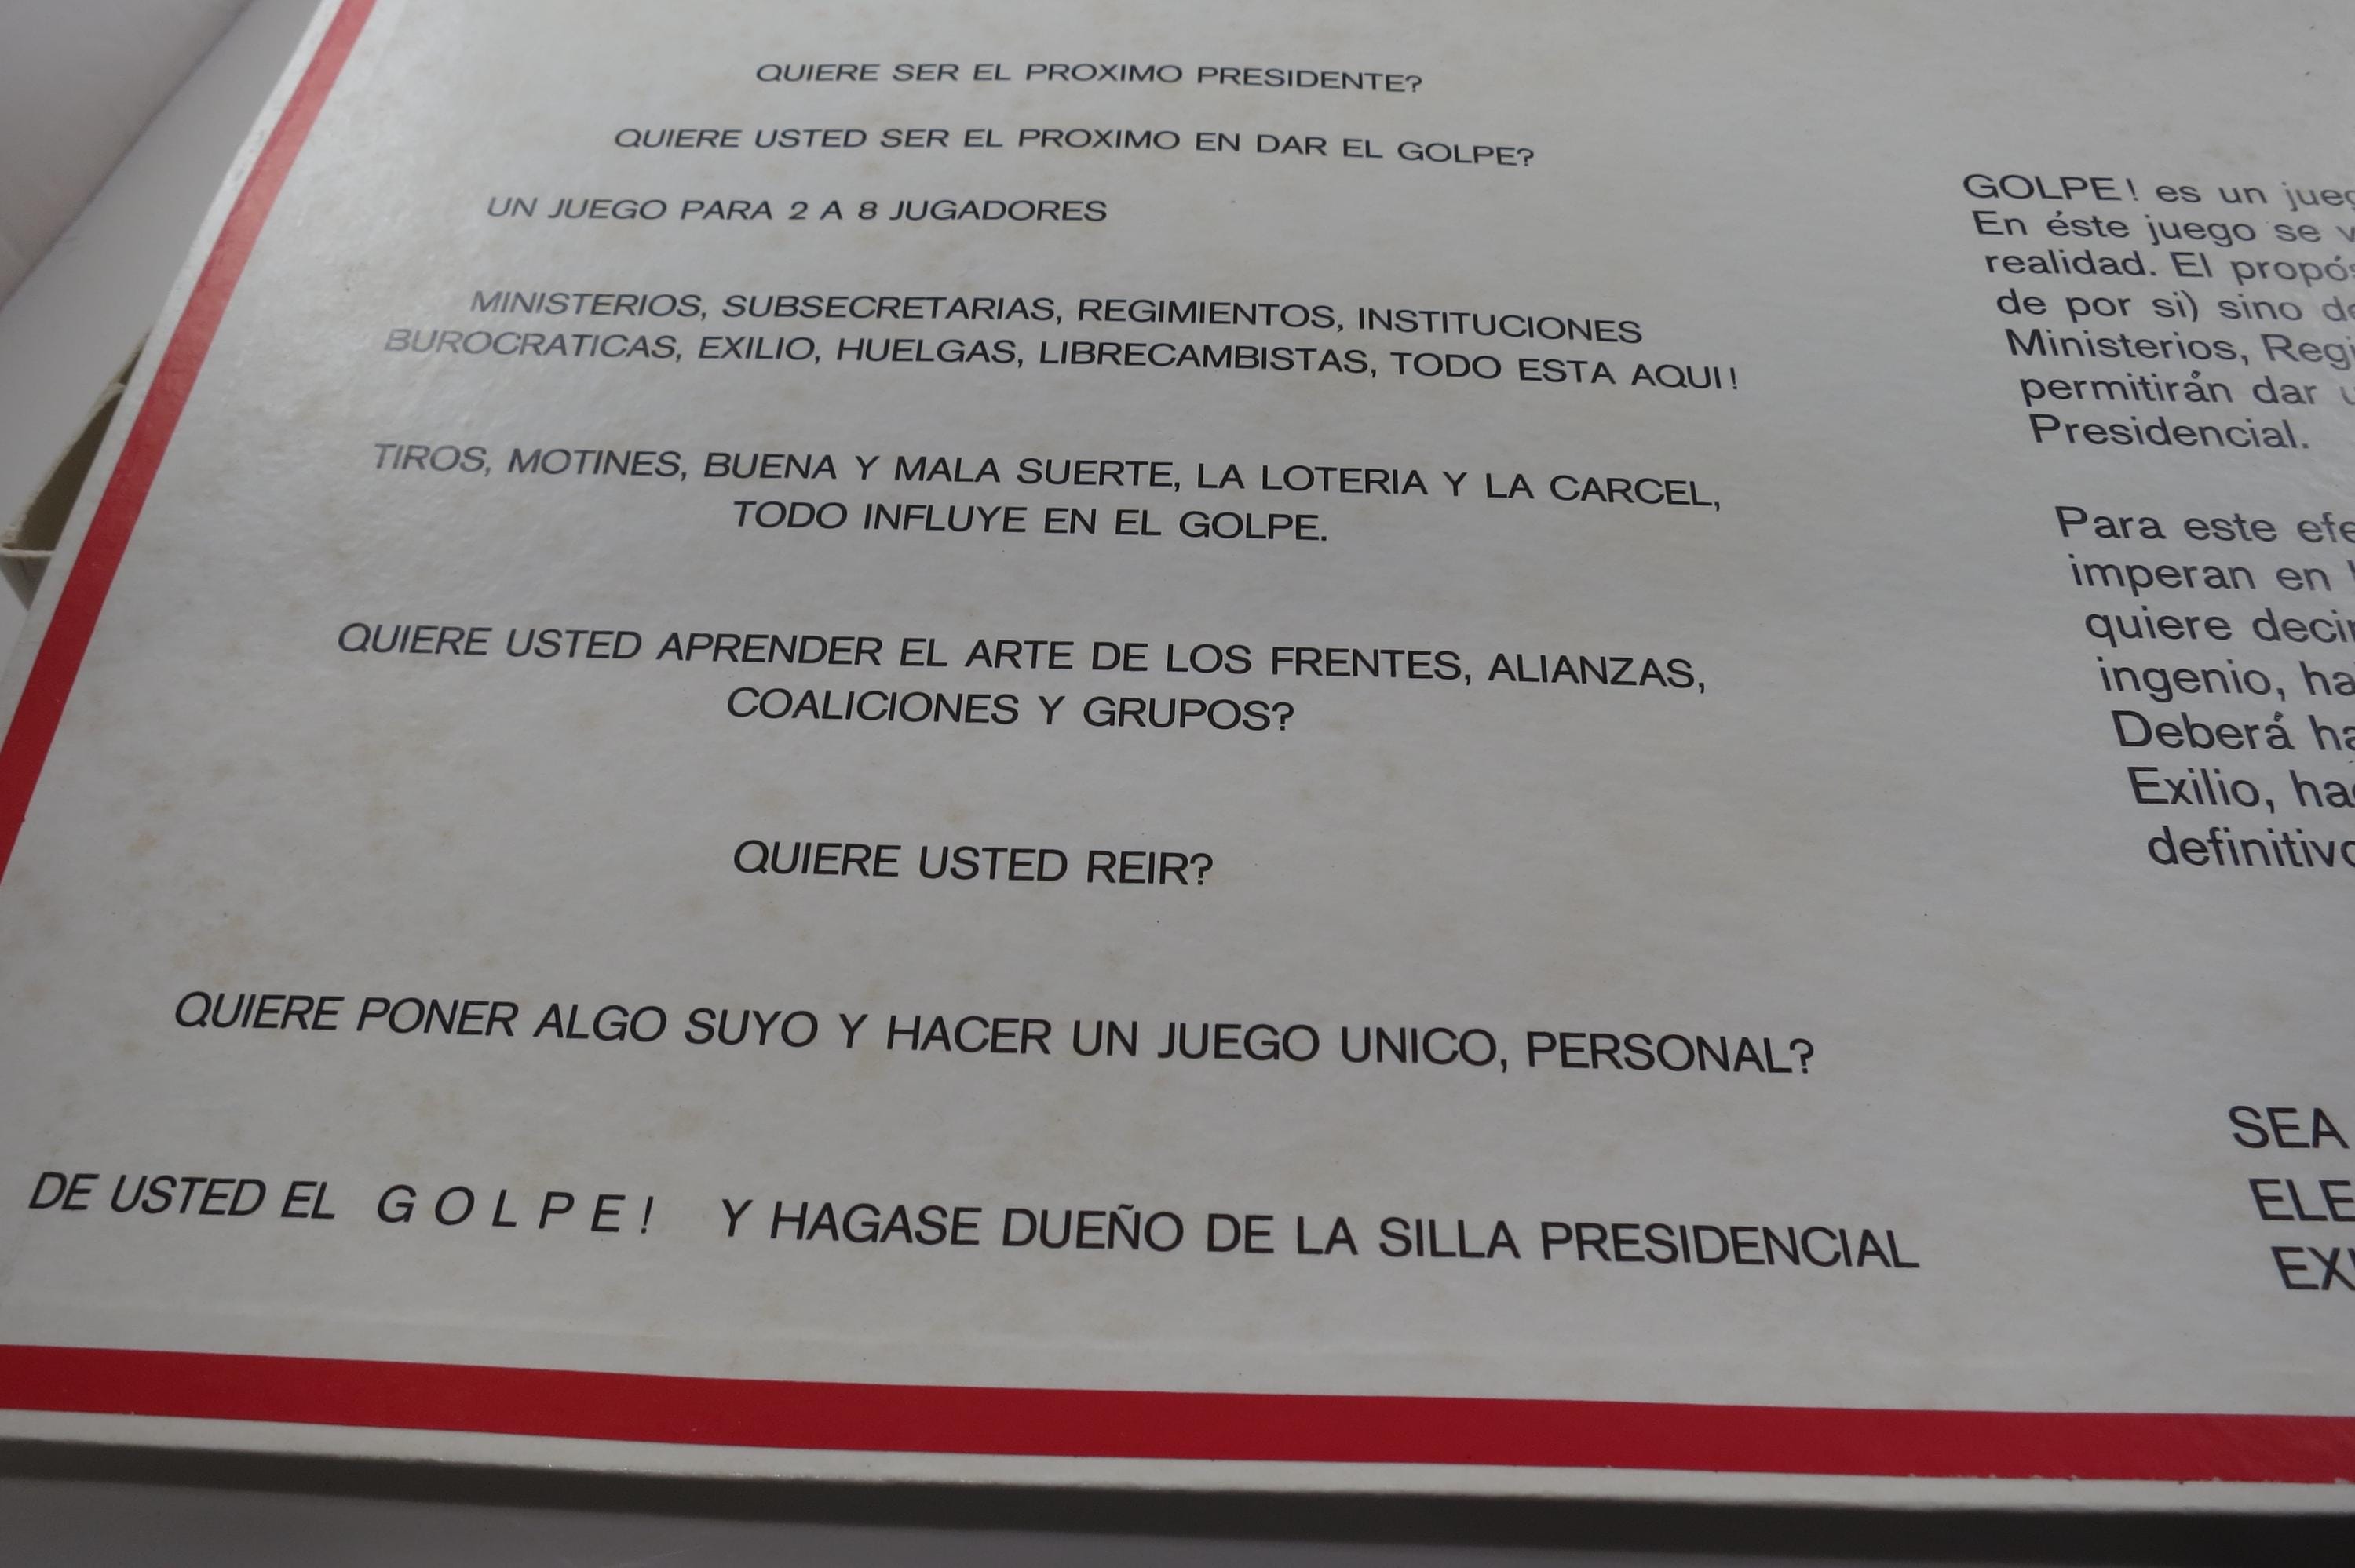 QUIERE SER EL PROXIMO PRESIDENTE?
QUIERE USTED SER EL PROXIMO EN DAR EL GOLPE?
UN JUEGO PARA 2 A 8 JUGADORES
MINISTERIOS, SUBSECRETARIAS, REGIMIENTOS, INSTITUCIONES
BUROCRATICAS, EXILIO, HUELGAS, LIBRECAMBISTAS, TODO ESTA AQUI!
TIROS, MOTINES, BUENA Y MALA SUERTE, LA LOTERIA Y LA CARCEL,
TODO INFLUYE EN EL GOLPE.
QUIERE USTED APRENDER EL ARTE DE LOS FRENTES, ALIANZAS,
COALICIONES Y GRUPOS?
QUIERE USTED REIR?
QUIERE PONER ALGO SUYO Y HACER UN JUEGO UNICO, PERSONAL?
DE USTED EL G O L P E ! Y HAGASE DUEÑO DE LA SILLA PRESIDENCIAL
GOLPE! es un
En éste juego se
realidad. El
de por si) sino
Ministerios,
permitirán dar
Presidencial.
Para este
imperan en
quiere
ingenio,
Deberá
Exilio,
SEA